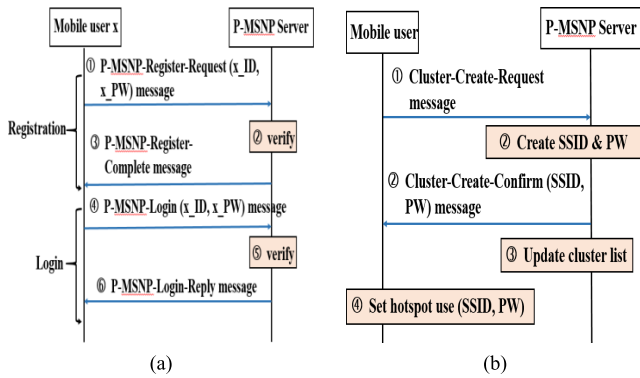 Mobile user x
P-MSNP Server
① P-MSNP-Register-Request (x_ID,
x_PW) message
Registration
② verify
③ P-MSNP-Register-
Complete message
④ P-MSNP-Login (x_ID, x_PW) message
⑤ verify
Login
⑥ P-MSNP-Login-Reply message
(a)
Mobile user
P-MSNP Server
① Cluster-Create-Request
message
② Create SSID & PW
② Cluster-Create-Confirm (SSID,
PW) message
③ Update cluster list
④ Set hotspot use (SSID, PW)
(b)